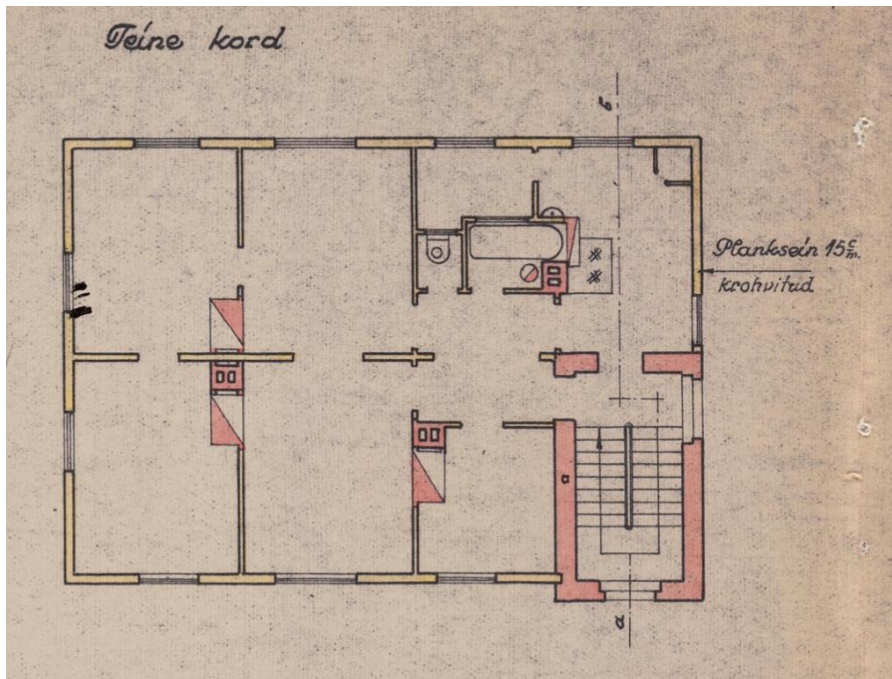 Teine kord
б
Planksein 15 c/m.
krohvitud
a